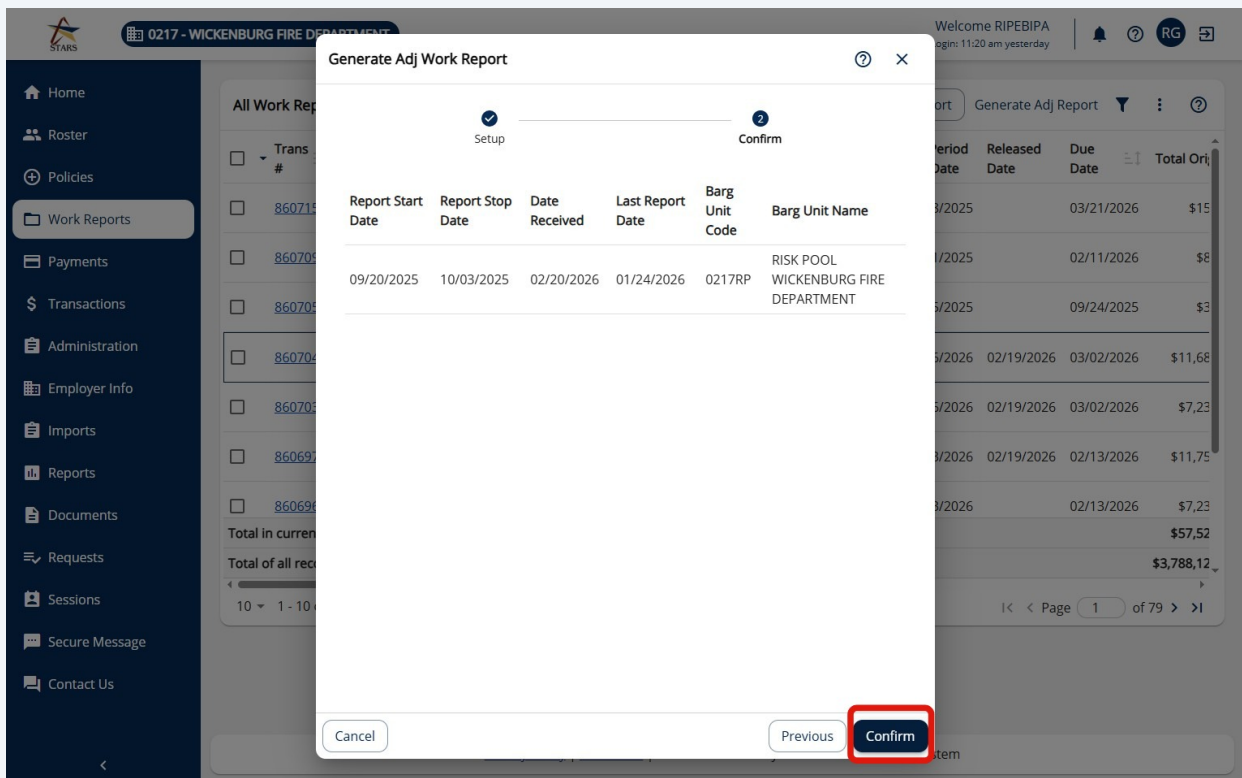 STARS
0217 - WICKENBURG FIRE DEPARTMENT
Welcome RIPEBIPA
ogin: 11:20 am yesterday
RG
Home
Roster
Policies
Work Reports
Payments
Transactions
Administration
Employer Info
Imports
Reports
Documents
Requests
Sessions
Secure Message
Contact Us
All Work Rep
ort
Generate Adj Report
Trans #
Period Date
Released Date
Due Date
Total Orig
860715
3/2025 03/21/2026 $15
860709
1/2025 02/11/2026 $8
860705
5/2025 09/24/2025 $3
860704
5/2026 02/19/2026 03/02/2026 $11,68
860703
5/2026 02/19/2026 03/02/2026 $7,23
860697
3/2026 02/19/2026 02/13/2026 $11,75
860696
3/2026 02/13/2026 $7,23
Total in curren
$57,52
Total of all reco
$3,788,12
10 1 - 10
Page 1 of 79
stem
Generate Adj Work Report
Setup
2
Confirm
Report Start Date
Report Stop Date
Date Received
Last Report Date
Barg Unit Code
Barg Unit Name
09/20/2025 10/03/2025 02/20/2026 01/24/2026 0217RP RISK POOL
WICKENBURG FIRE
DEPARTMENT
Cancel
Previous
Confirm